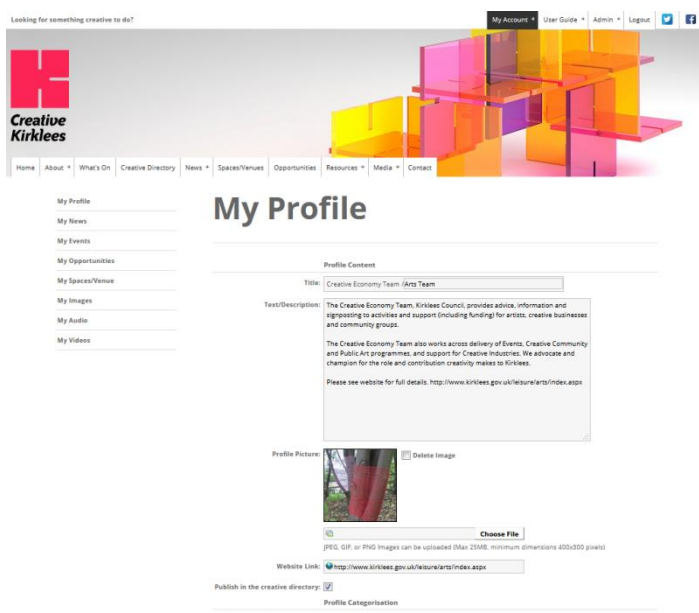 Looking for something creative to do?
My Account User Guide Admin Logout
Creative
Kirklees
Home About What's On Creative Directory News Spaces/Venues Opportunities Resources Media Contact
My Profile
My News
My Events
My Opportunities
My Spaces/Venue
My Images
My Audio
My Videos
My Profile
Profile Content
Title: Creative Economy Team /Arts Team
Text/Description: The Creative Economy Team, Kirklees Council, provides advice, information and
signposting to activities and support (including funding) for artists, creative businesses
and community groups.
The Creative Economy Team also works across delivery of Events, Creative Community
and Public Art programmes, and support for Creative Industries. We advocate and
champion for the role and contribution creativity makes to Kirklees.
Please see website for full details. http://www.kirklees.gov.uk/leisure/arts/index.aspx
Profile Picture: Delete Image
Choose File
JPEG, GIF, or PNG Images can be uploaded (Max 25MB, minimum dimensions 400x300 pixels)
Website Link: http://www.kirklees.gov.uk/leisure/arts/index.aspx
Publish in the creative directory:
Profile Categorisation